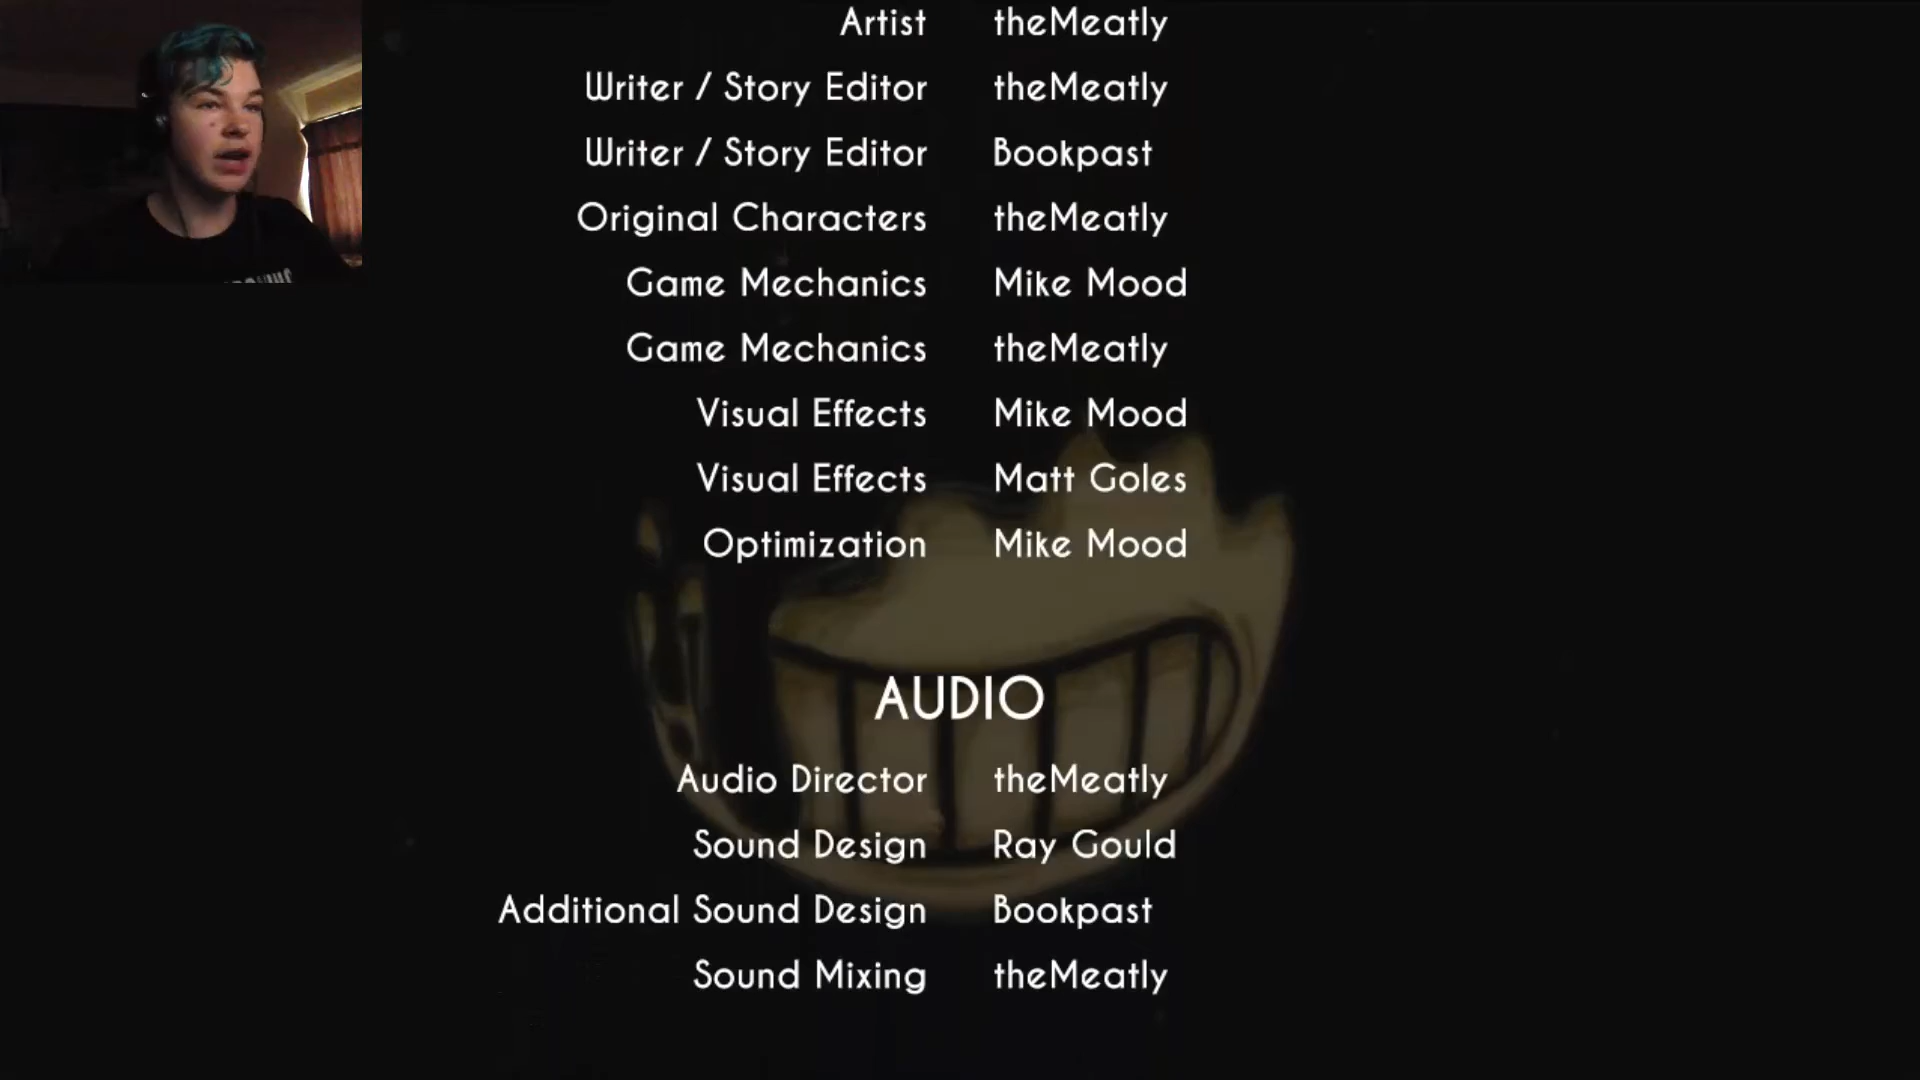 Artist theMeatly
Writer / Story Editor theMeatly
Writer / Story Editor Bookpast
Original Characters theMeatly
Game Mechanics Mike Mood
Game Mechanics theMeatly
Visual Effects Mike Mood
Visual Effects Matt Goles
Optimization Mike Mood
AUDIO
Audio Director theMeatly
Sound Design Ray Gould
Additional Sound Design Bookpast
Sound Mixing theMeatly